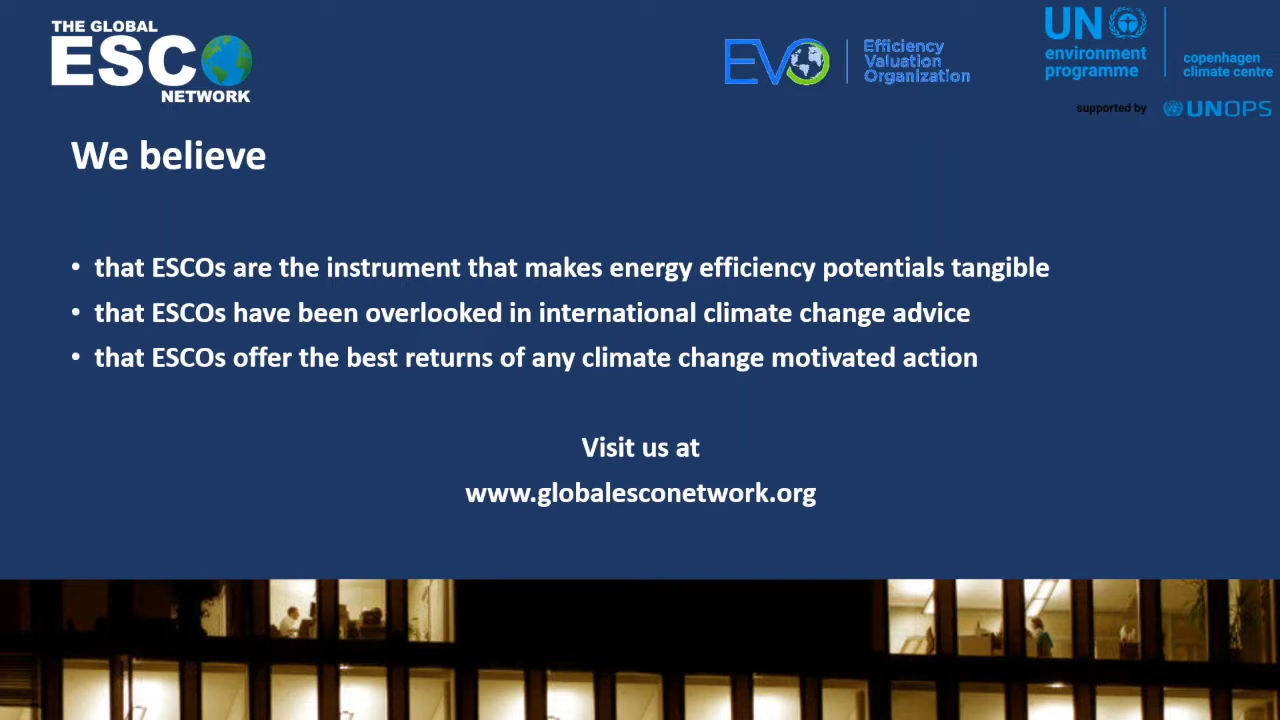 THE GLOBAL
ESCO
NETWORK
EVO
Efficiency
Valuation
Organization
UN
environment
programme
copenhagen
climate centre
supported by
UNOPS
We believe
• that ESCOs are the instrument that makes energy efficiency potentials tangible
• that ESCOs have been overlooked in international climate change advice
• that ESCOs offer the best returns of any climate change motivated action
Visit us at
www.globalesconetwork.org